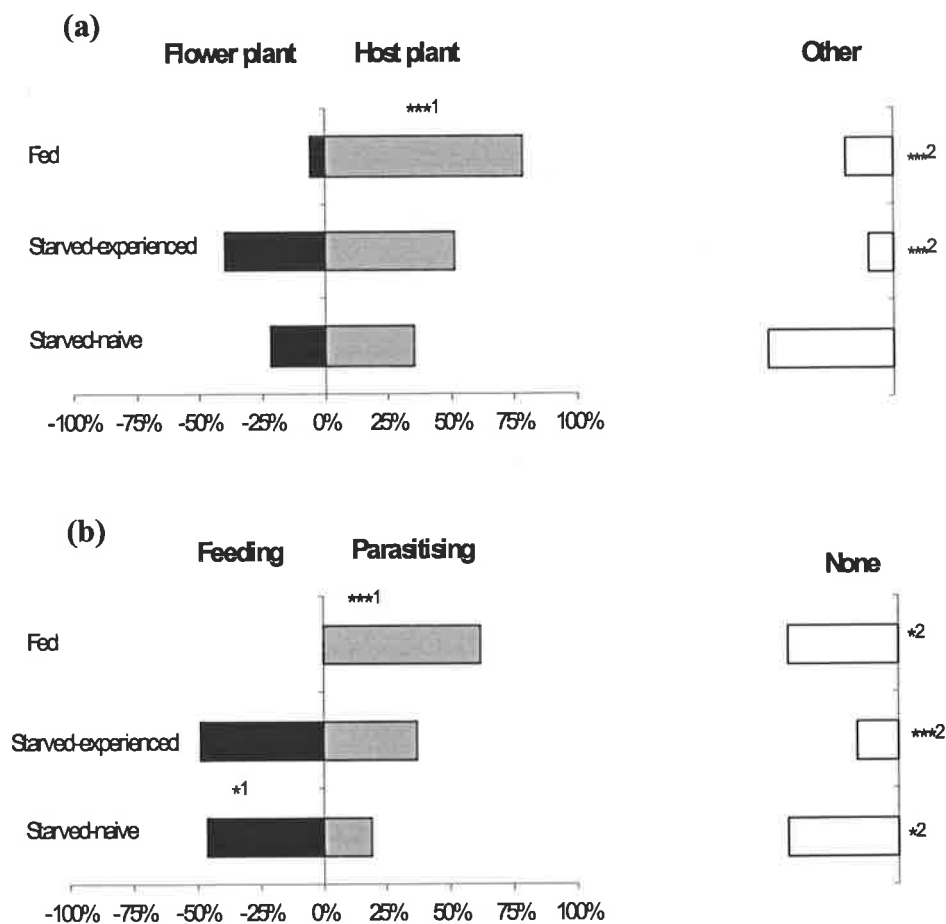 (a)
Flower plant Host plant Other
***1
Fed ***2
Starved-experienced ***2
Starved-naive
-100% -75% -50% -25% 0% 25% 50% 75% 100%
(b)
Feeding Parasitising None
***1
Fed *2
Starved-experienced ***2
*1
Starved-naive *2
-100% -75% -50% -25% 0% 25% 50% 75% 100%